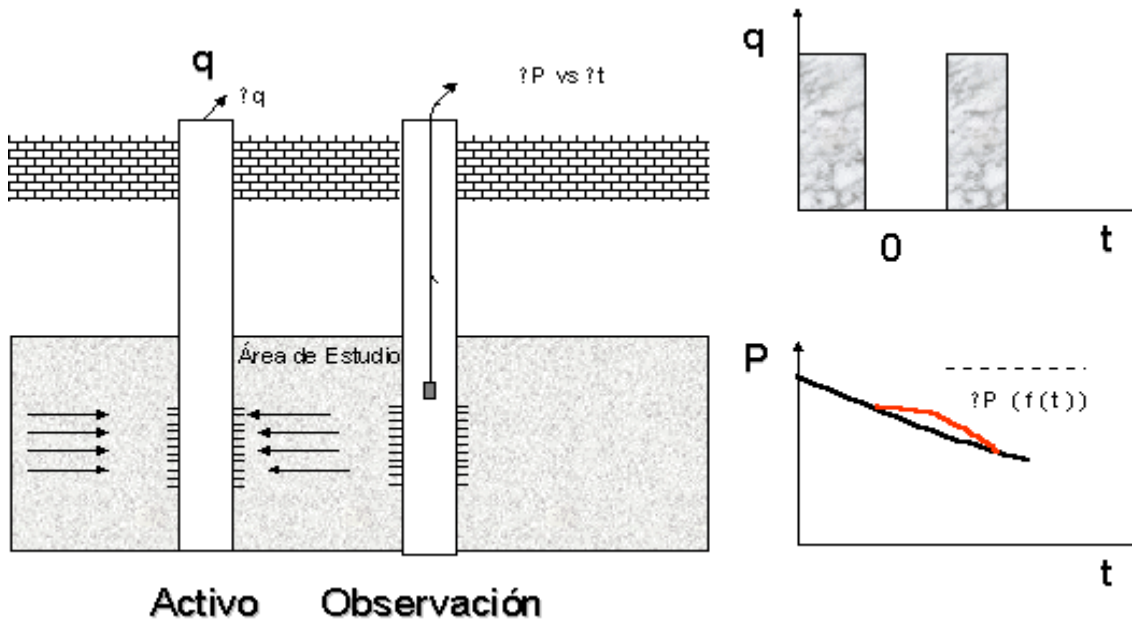 q
?q
?P vs ?t
Área de Estudio
Activo
Observación
q
0
t
P
?P (f(t))
t